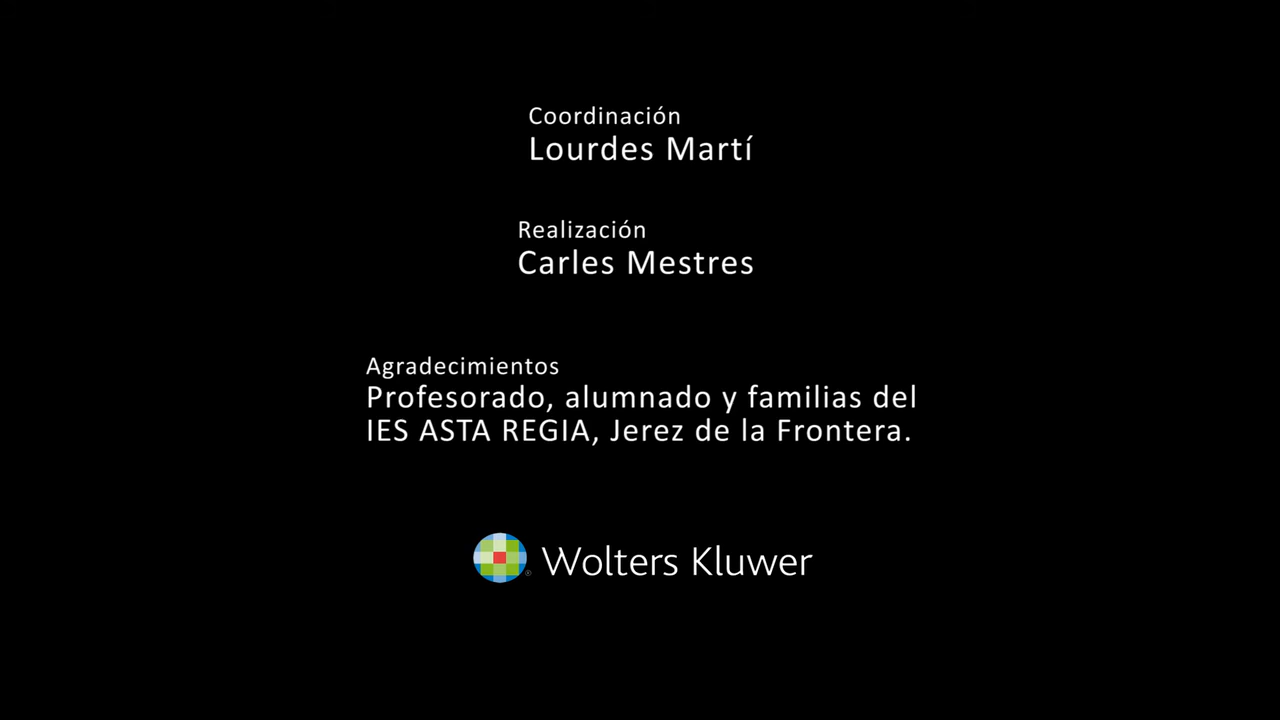 Coordinación
Lourdes Martí
Realización
Carles Mestres
Agradecimientos
Profesorado, alumnado y familias del
IES ASTA REGIA, Jerez de la Frontera.
® Wolters Kluwer